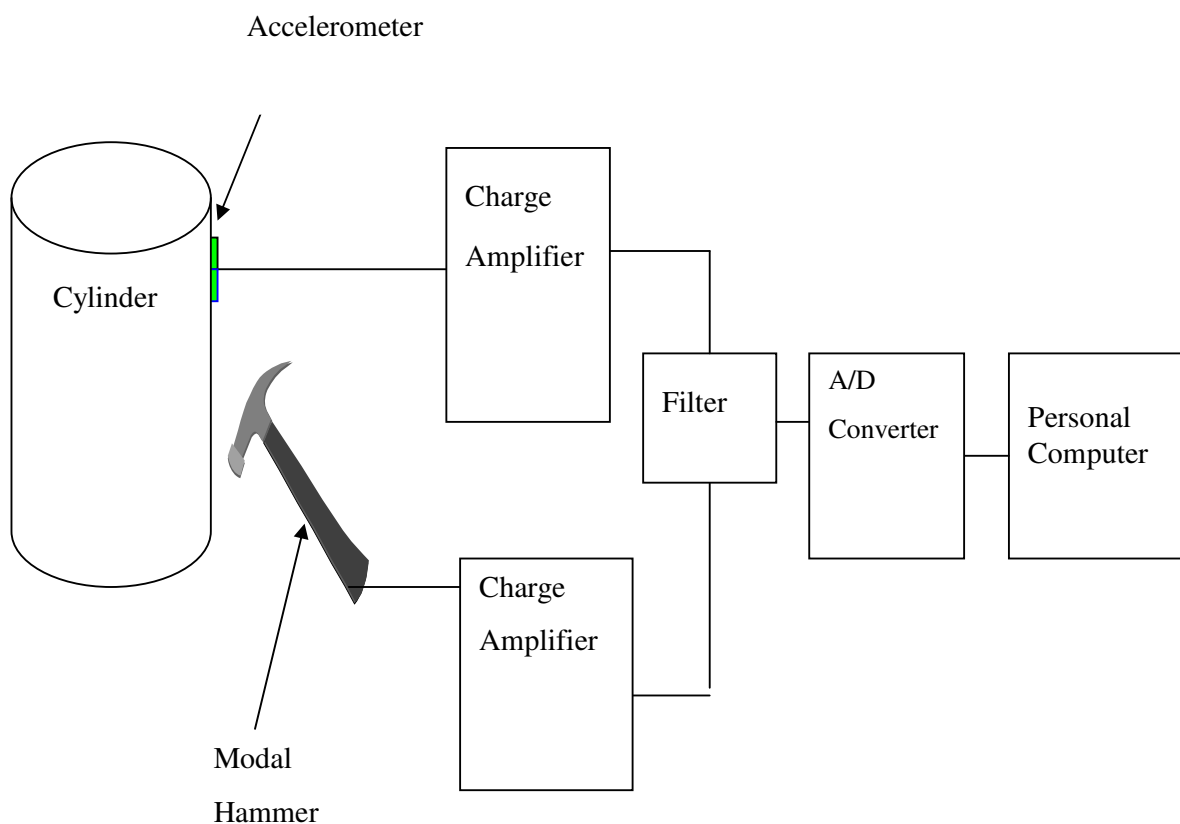 Accelerometer
Charge
Amplifier
Cylinder
Filter
A/D
Converter
Personal
Computer
Charge
Amplifier
Modal
Hammer